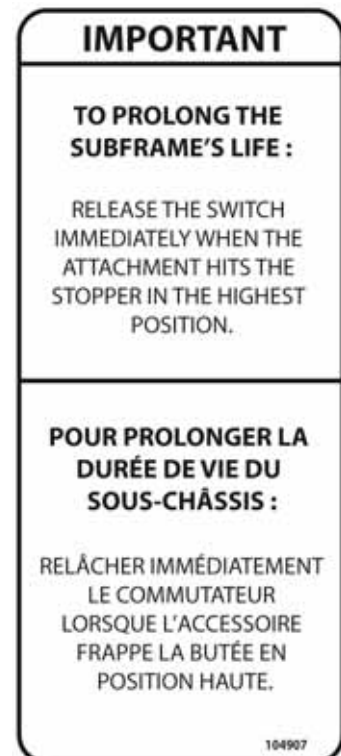 IMPORTANT
TO PROLONG THE
SUBFRAME'S LIFE :
RELEASE THE SWITCH
IMMEDIATELY WHEN THE
ATTACHMENT HITS THE
STOPPER IN THE HIGHEST
POSITION.
POUR PROLONGER LA
DURÉE DE VIE DU
SOUS-CHÂSSIS :
RELÂCHER IMMÉDIATEMENT
LE COMMUTATEUR
LORSQUE L'ACCESSOIRE
FRAPPE LA BUTÉE EN
POSITION HAUTE.
104907